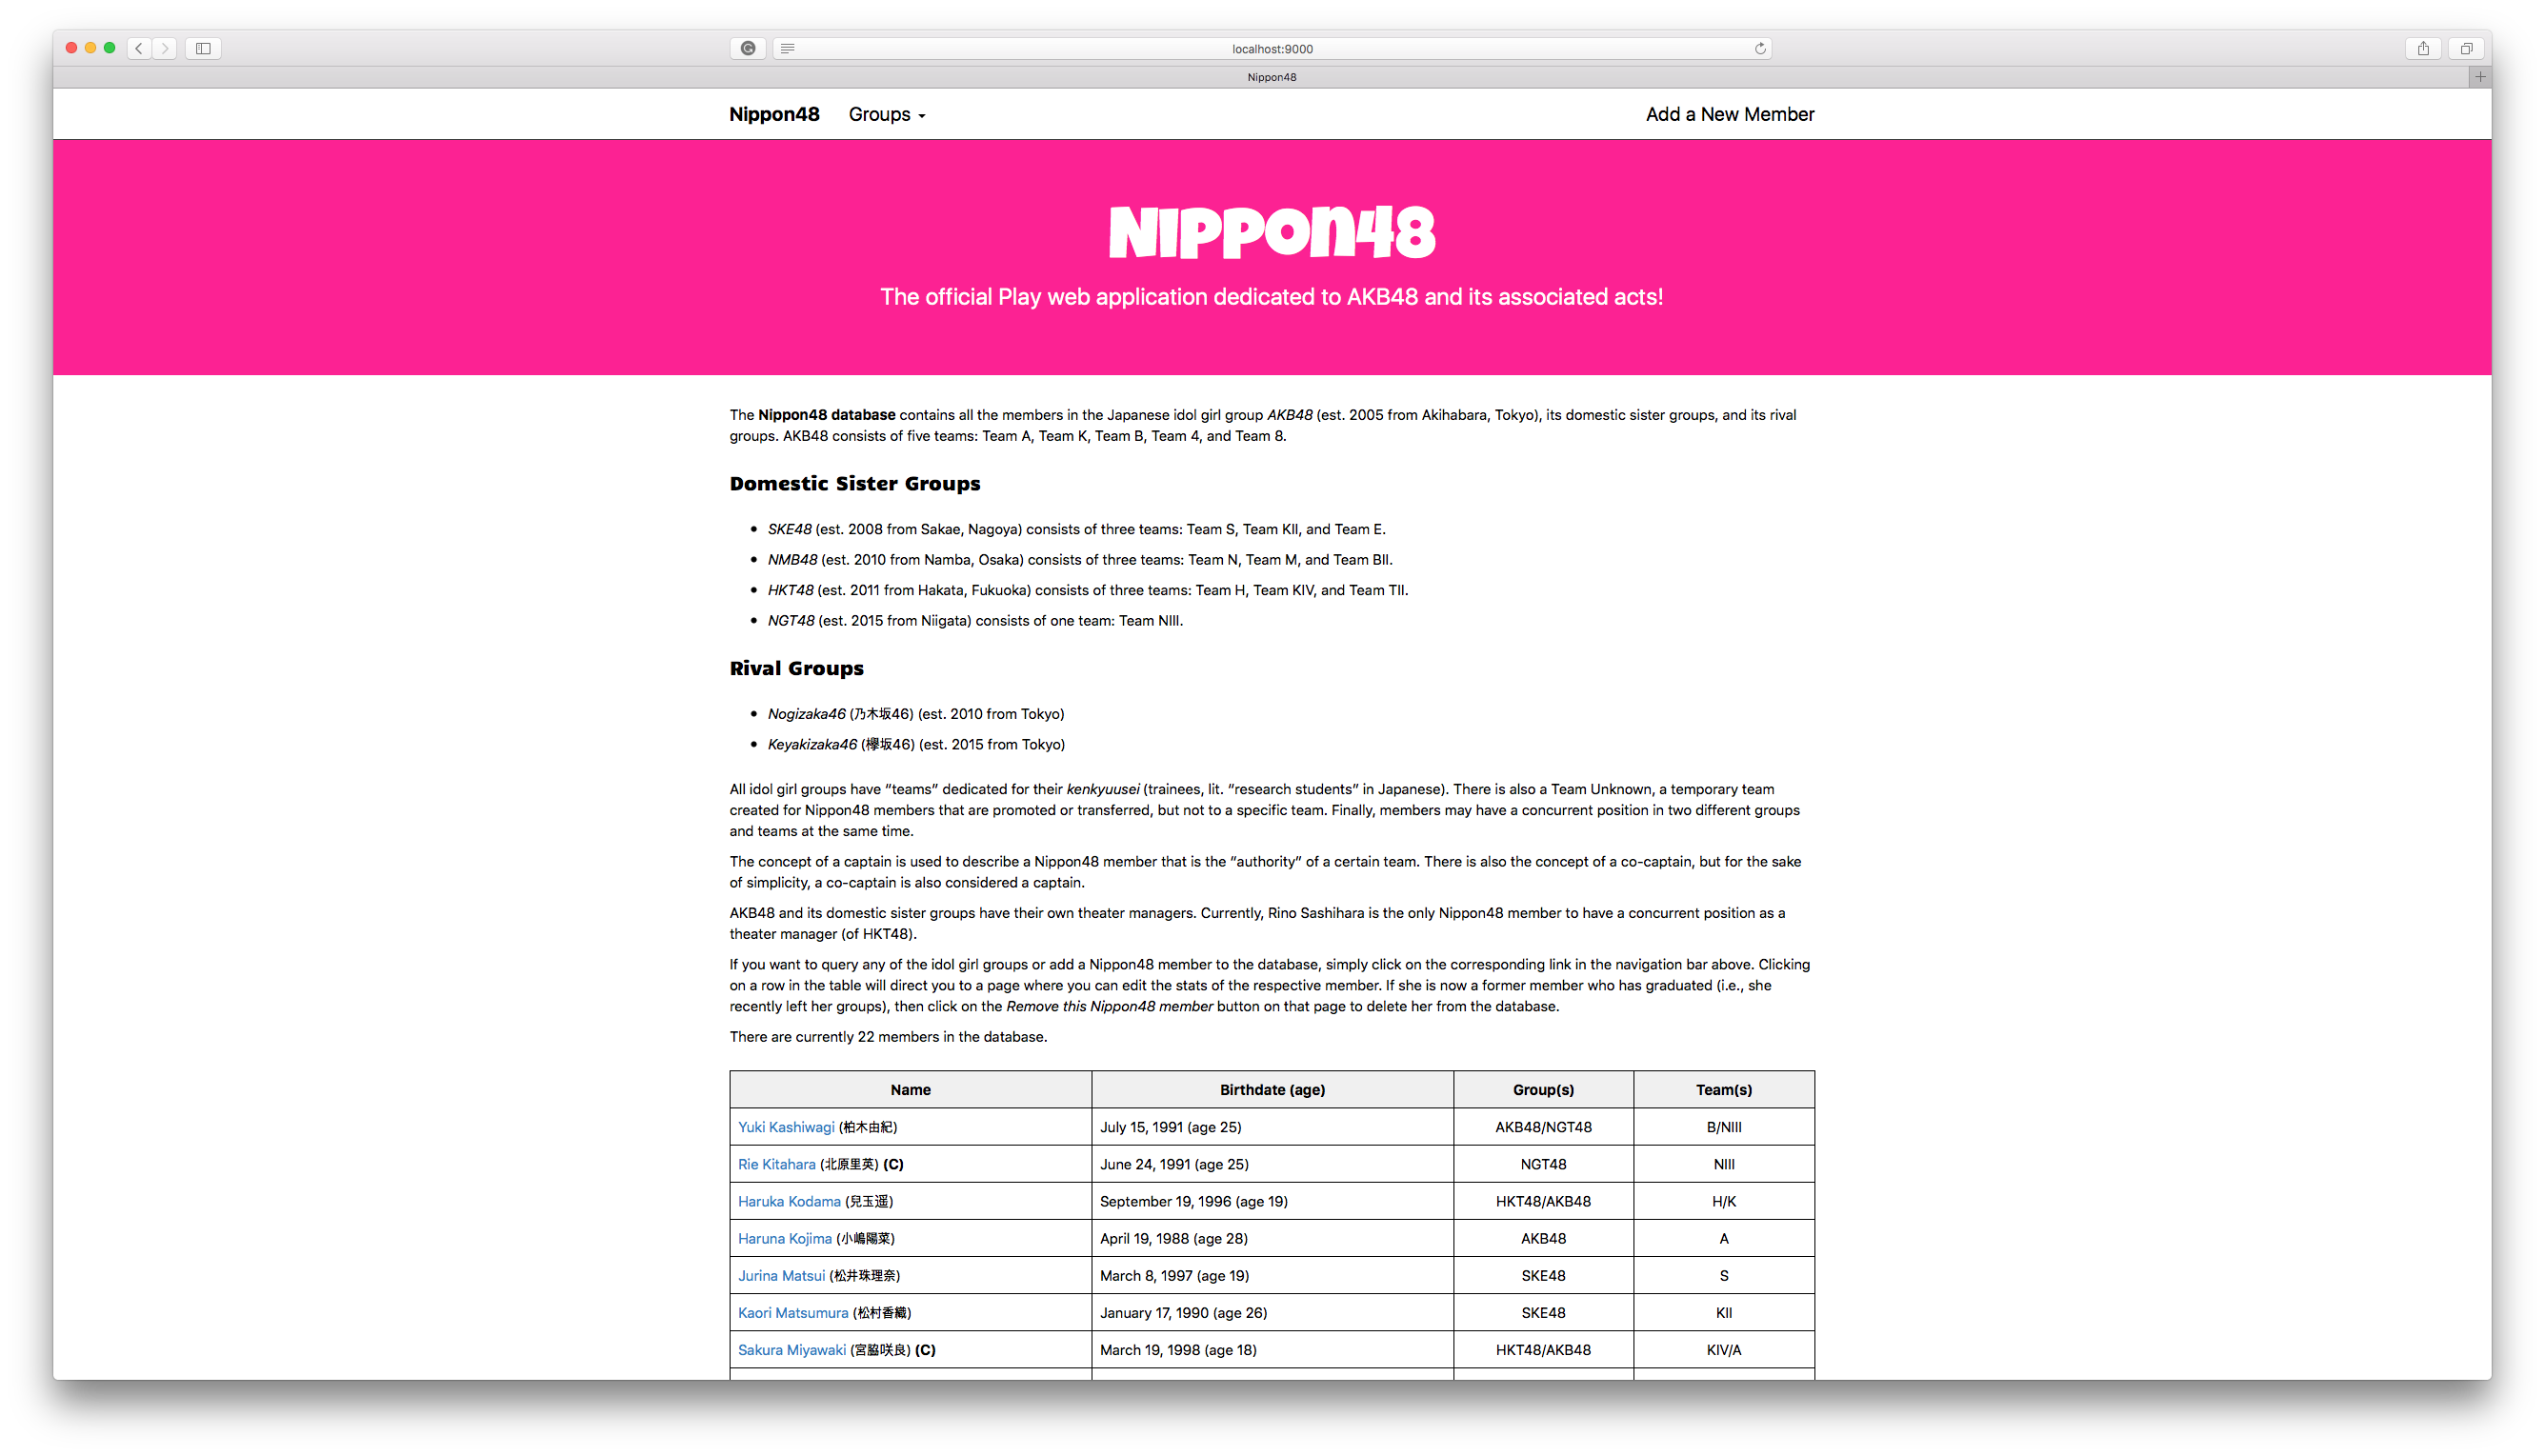 localhost:9000
Nippon48
Nippon48 Groups Add a New Member
Nippon48
The official Play web application dedicated to AKB48 and its associated acts!
The Nippon48 database contains all the members in the Japanese idol girl group AKB48 (est. 2005 from Akihabara, Tokyo), its domestic sister groups, and its rival
groups. AKB48 consists of five teams: Team A, Team K, Team B, Team 4, and Team 8.
Domestic Sister Groups
• SKE48 (est. 2008 from Sakae, Nagoya) consists of three teams: Team S, Team KII, and Team E.
• NMB48 (est. 2010 from Namba, Osaka) consists of three teams: Team N, Team M, and Team BII.
• HKT48 (est. 2011 from Hakata, Fukuoka) consists of three teams: Team H, Team KIV, and Team TII.
• NGT48 (est. 2015 from Niigata) consists of one team: Team NIII.
Rival Groups
• Nogizaka46 (乃木坂46) (est. 2010 from Tokyo)
• Keyakizaka46 (欅坂46) (est. 2015 from Tokyo)
All idol girl groups have “teams” dedicated for their kenkyuusei (trainees, lit. “research students” in Japanese). There is also a Team Unknown, a temporary team
created for Nippon48 members that are promoted or transferred, but not to a specific team. Finally, members may have a concurrent position in two different groups
and teams at the same time.
The concept of a captain is used to describe a Nippon48 member that is the “authority” of a certain team. There is also the concept of a co-captain, but for the sake
of simplicity, a co-captain is also considered a captain.
AKB48 and its domestic sister groups have their own theater managers. Currently, Rino Sashihara is the only Nippon48 member to have a concurrent position as a
theater manager (of HKT48).
If you want to query any of the idol girl groups or add a Nippon48 member to the database, simply click on the corresponding link in the navigation bar above. Clicking
on a row in the table will direct you to a page where you can edit the stats of the respective member. If she is now a former member who has graduated (i.e., she
recently left her groups), then click on the Remove this Nippon48 member button on that page to delete her from the database.
There are currently 22 members in the database.
Name Birthdate (age) Group(s) Team(s)
Yuki Kashiwagi (柏木由紀) July 15, 1991 (age 25) AKB48/NGT48 B/NIII
Rie Kitahara (北原里英) (C) June 24, 1991 (age 25) NGT48 NIII
Haruka Kodama (兒玉遥) September 19, 1996 (age 19) HKT48/AKB48 H/K
Haruna Kojima (小嶋陽菜) April 19, 1988 (age 28) AKB48 A
Jurina Matsui (松井珠理奈) March 8, 1997 (age 19) SKE48 S
Kaori Matsumura (松村香織) January 17, 1990 (age 26) SKE48 KII
Sakura Miyawaki (宮脇咲良) (C) March 19, 1998 (age 18) HKT48/AKB48 KIV/A